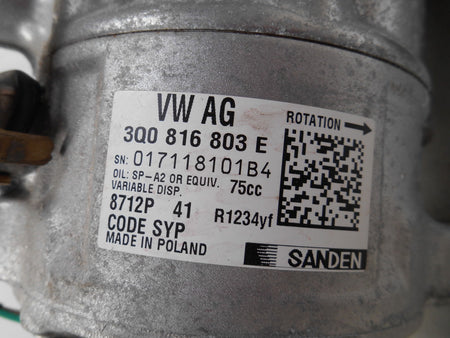 VW AG
ROTATION
3Q0 816 803 E
SN: 017118101B4
OIL: SP-A2 OR EQUIV. 75cc
VARIABLE DISP.
8712P 41 R1234yf
CODE SYP
MADE IN POLAND
SANDEN